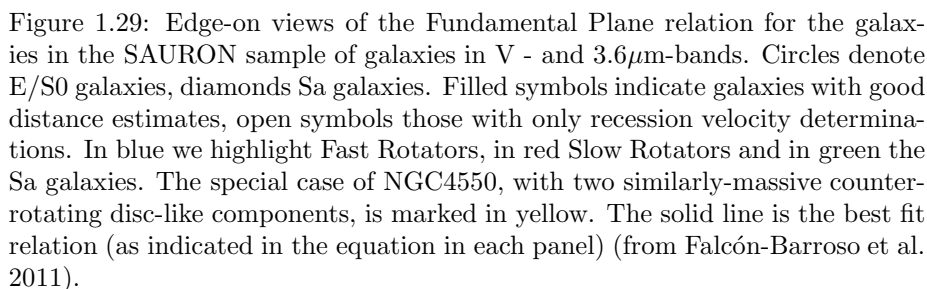 Figure 1.29: Edge-on views of the Fundamental Plane relation for the galax-
ies in the SAURON sample of galaxies in V - and 3.6μm-bands. Circles denote
E/S0 galaxies, diamonds Sa galaxies. Filled symbols indicate galaxies with good
distance estimates, open symbols those with only recession velocity determina-
tions. In blue we highlight Fast Rotators, in red Slow Rotators and in green the
Sa galaxies. The special case of NGC4550, with two similarly-massive counter-
rotating disc-like components, is marked in yellow. The solid line is the best fit
relation (as indicated in the equation in each panel) (from Falcón-Barroso et al.
2011).